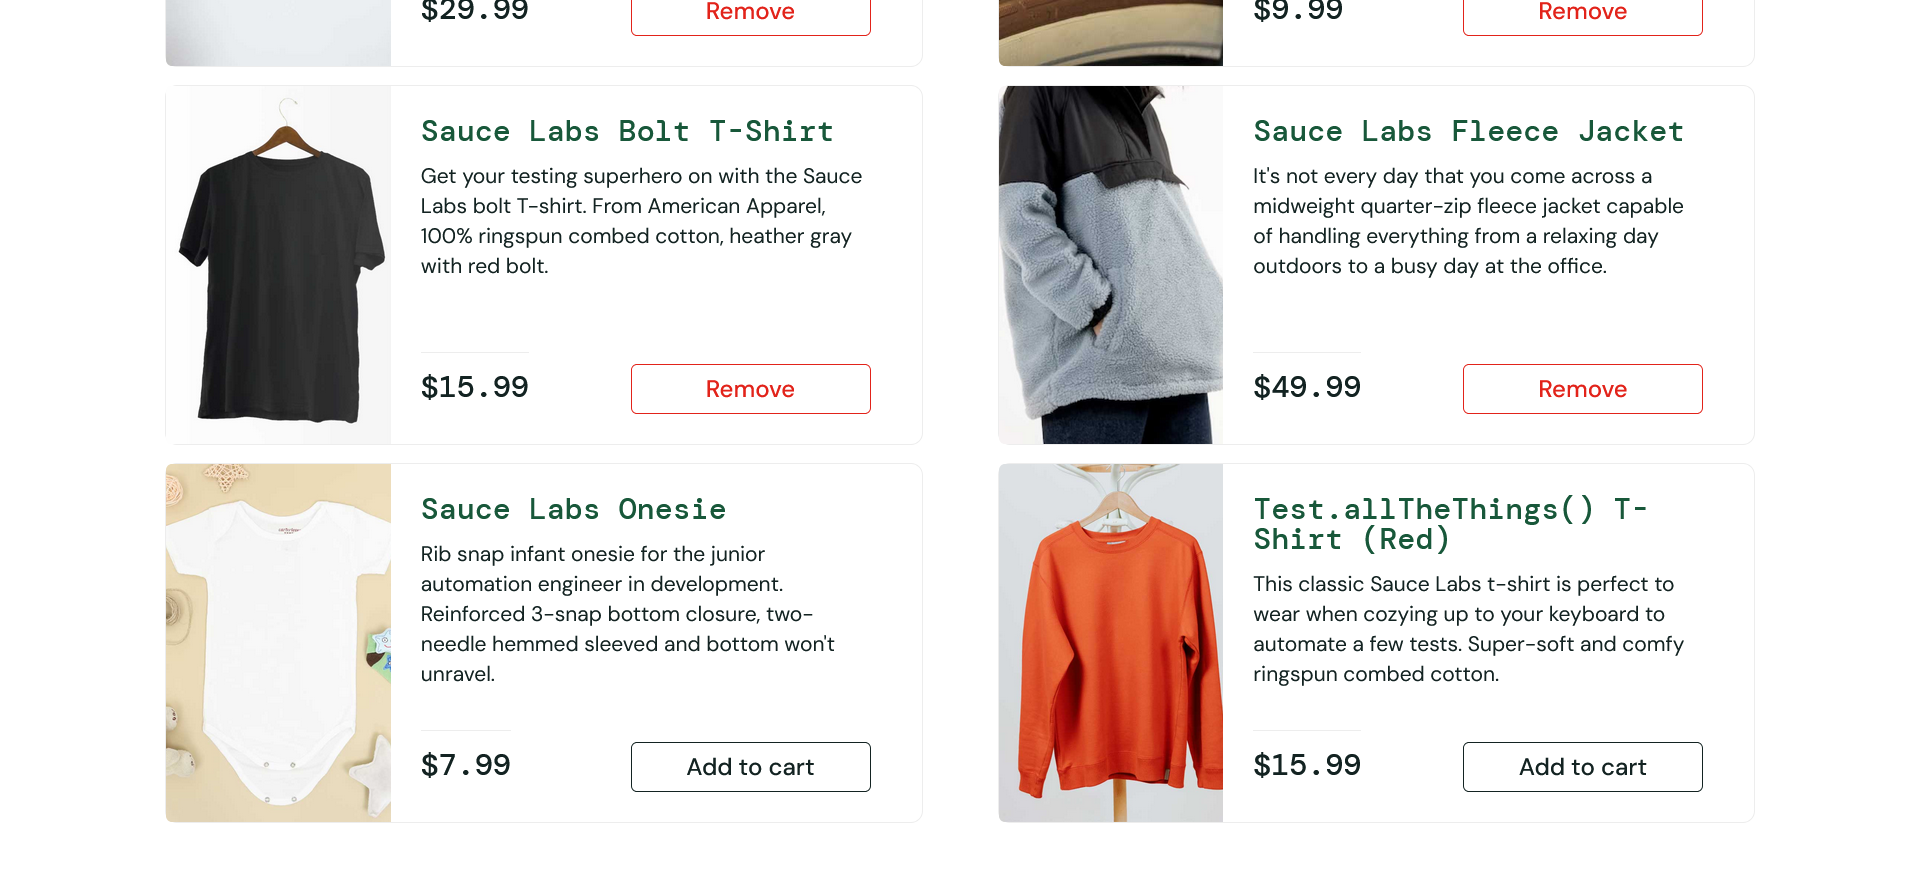 $29.99
Remove
$9.99
Remove
Sauce Labs Bolt T-Shirt
Get your testing superhero on with the Sauce
Labs bolt T-shirt. From American Apparel,
100% ringspun combed cotton, heather gray
with red bolt.
$15.99
Remove
Sauce Labs Fleece Jacket
It's not every day that you come across a
midweight quarter-zip fleece jacket capable
of handling everything from a relaxing day
outdoors to a busy day at the office.
$49.99
Remove
Sauce Labs Onesie
Rib snap infant onesie for the junior
automation engineer in development.
Reinforced 3-snap bottom closure, two-
needle hemmed sleeved and bottom won't
unravel.
$7.99
Add to cart
Test.allTheThings() T-
Shirt (Red)
This classic Sauce Labs t-shirt is perfect to
wear when cozying up to your keyboard to
automate a few tests. Super-soft and comfy
ringspun combed cotton.
$15.99
Add to cart